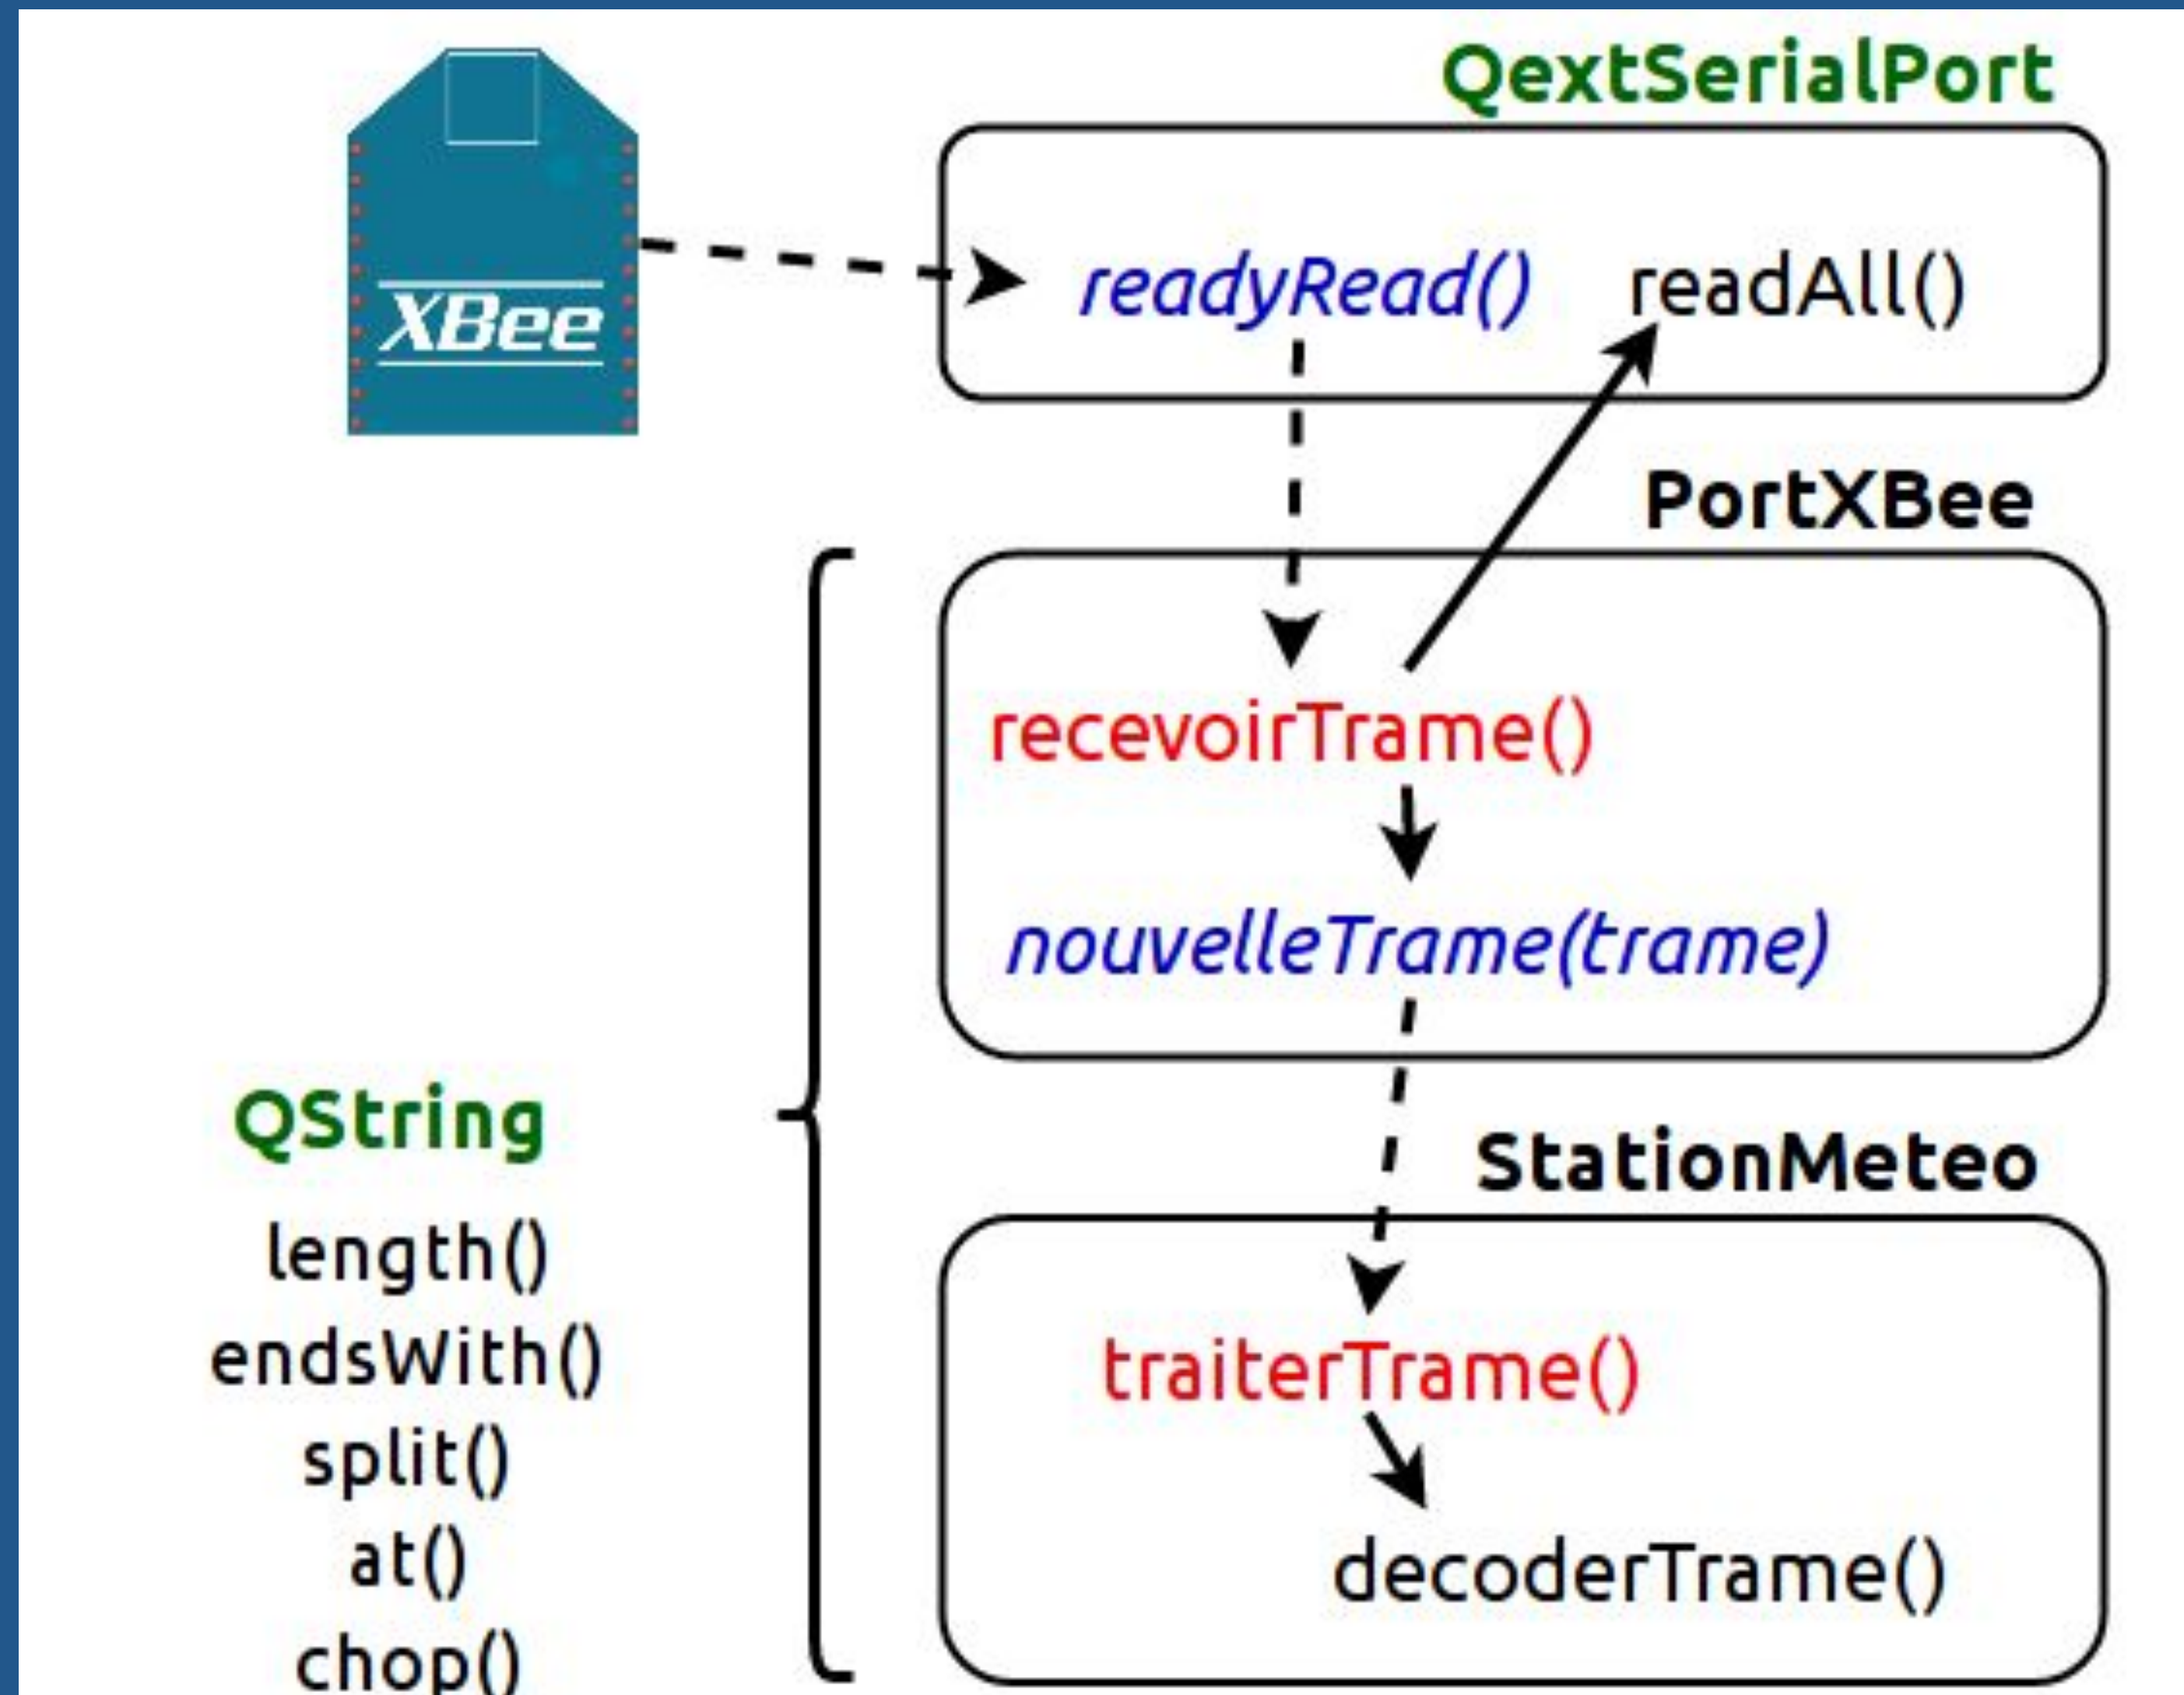 QextSerialPort
XBee
readyRead() readAll()
PortXBee
recevoirTrame()
nouvelleTrame(trame)
QString
StationMeteo
length()
endsWith()
traiterTrame()
split()
at()
decoderTrame()
chop()